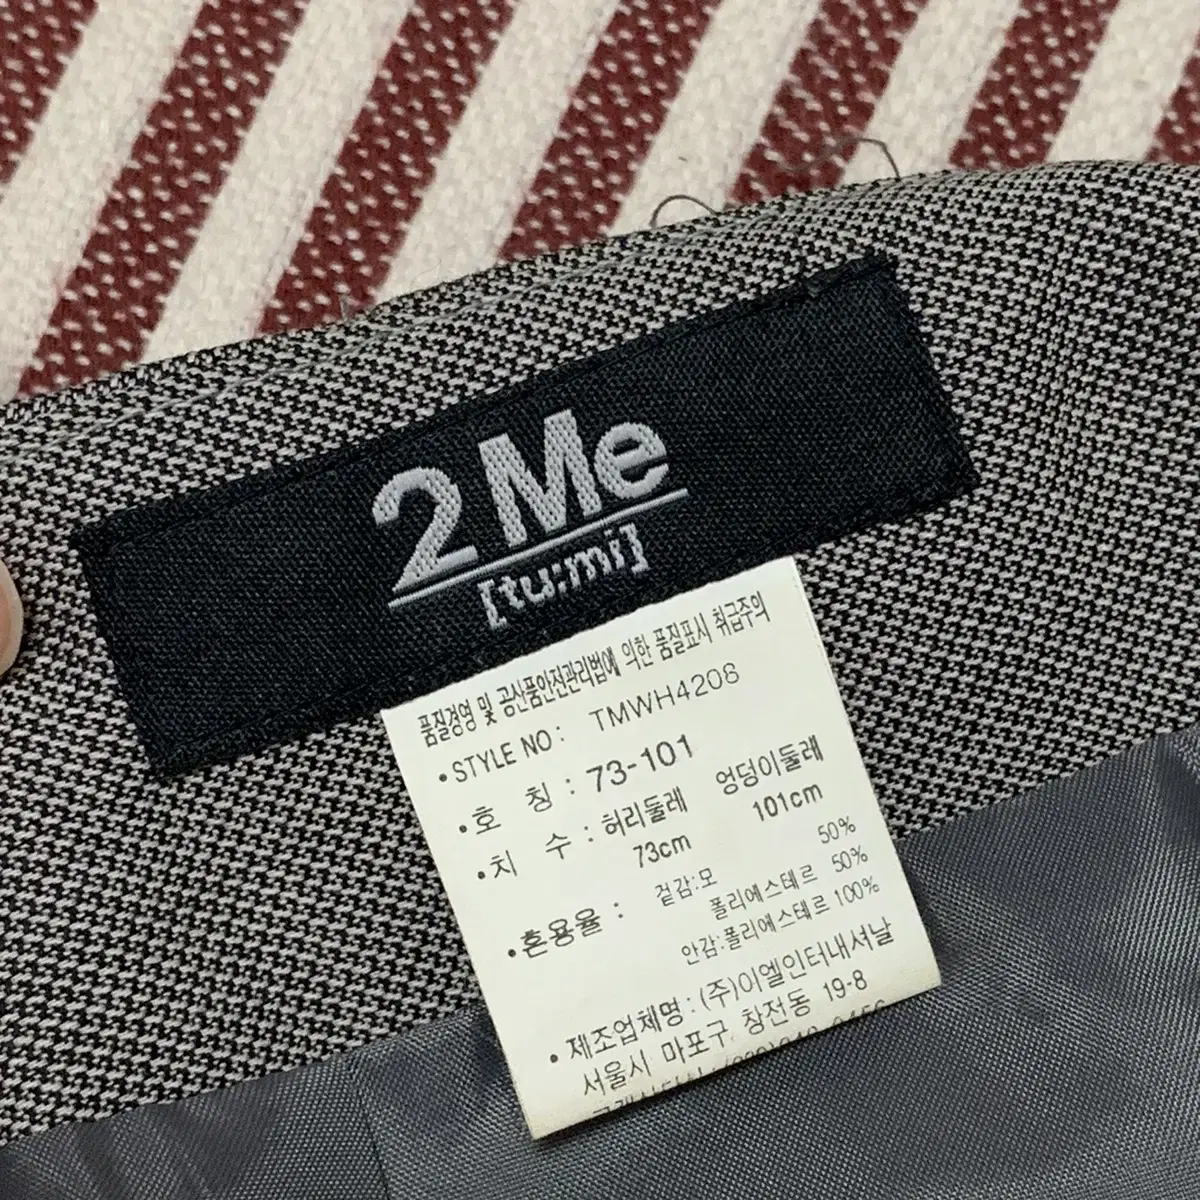 2 Me
[tu:mi]
품질경영 및 공산품안전관리법에 의한 품질표시 취급주의
• STYLE NO: TMWH4208
• 호 칭 : 73-101
• 치 수 : 허리둘레 엉덩이둘레
73cm 101cm
• 혼용율 : 겉감:모 50%
폴리에스테르 50%
안감:폴리에스테르 100%
• 제조업체명 : (주)이엘인터내셔날
서울시 마포구 창전동 19-8